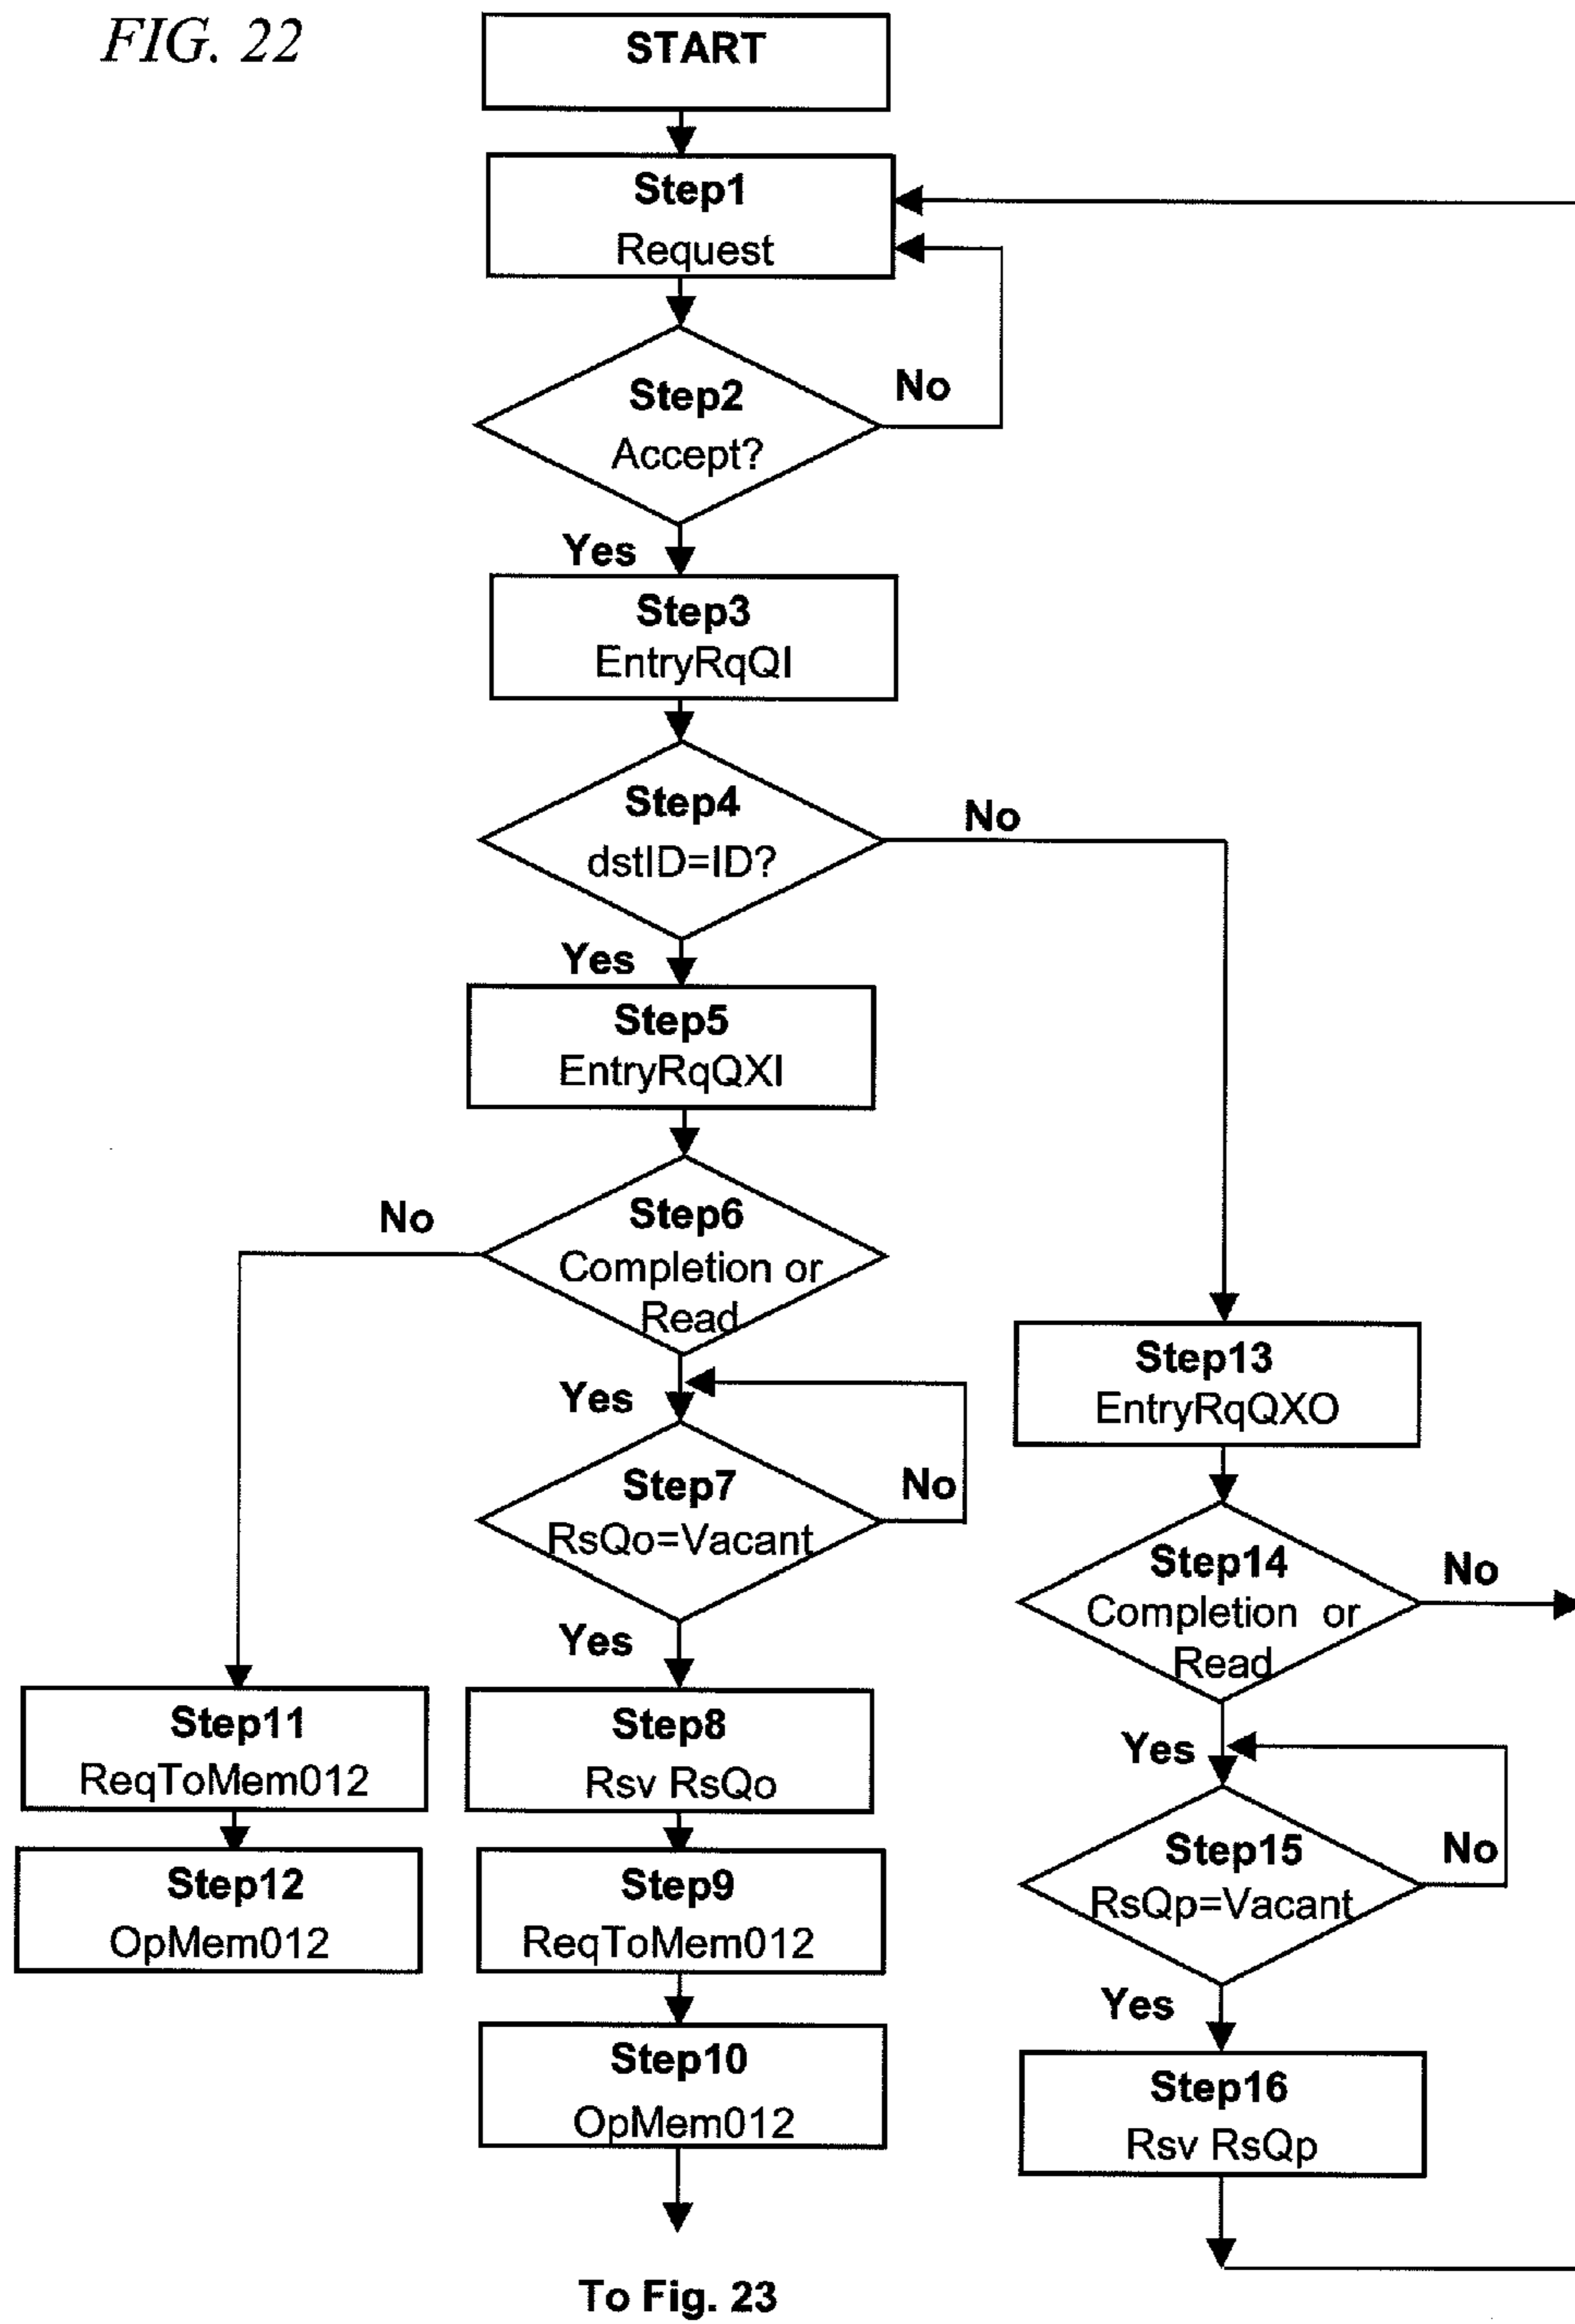 FIG. 22
START
Step1
Request
Step2
Accept?
No
Yes
Step3
EntryRqQI
Step4
dstID=ID?
No
Yes
Step5
EntryRqQXI
Step6
Completion or
Read
No
Yes
Step7
RsQo=Vacant
No
Yes
Step8
Rsv RsQo
Step9
ReqToMem012
Step10
OpMem012
To Fig. 23
Step11
ReqToMem012
Step12
OpMem012
Step13
EntryRqQXO
Step14
Completion or
Read
No
Yes
Step15
RsQp=Vacant
No
Yes
Step16
Rsv RsQp